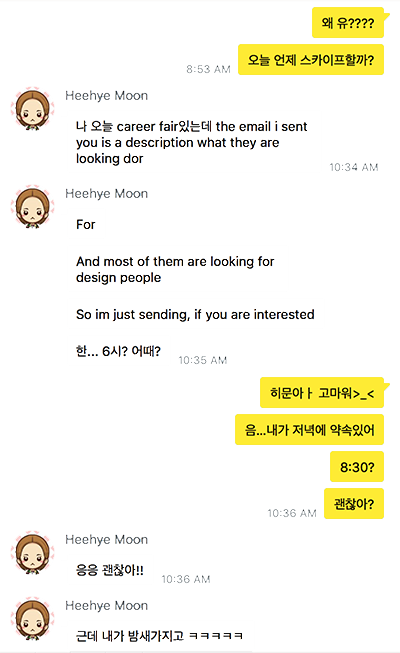 왜 유????
오늘 언제 스카이프할까?
8:53 AM
Heehye Moon
나 오늘 career fair있는데 the email i sent
you is a description what they are
looking dor
10:34 AM
Heehye Moon
For
And most of them are looking for
design people
So im just sending, if you are interested
한... 6시? 어때?
10:35 AM
히문아ㅏ 고마워>_<
음...내가 저녁에 약속있어
8:30?
괜찮아?
10:36 AM
Heehye Moon
응응 괜찮아!!
10:36 AM
Heehye Moon
근데 내가 밤새가지고 ㅋㅋㅋㅋㅋ